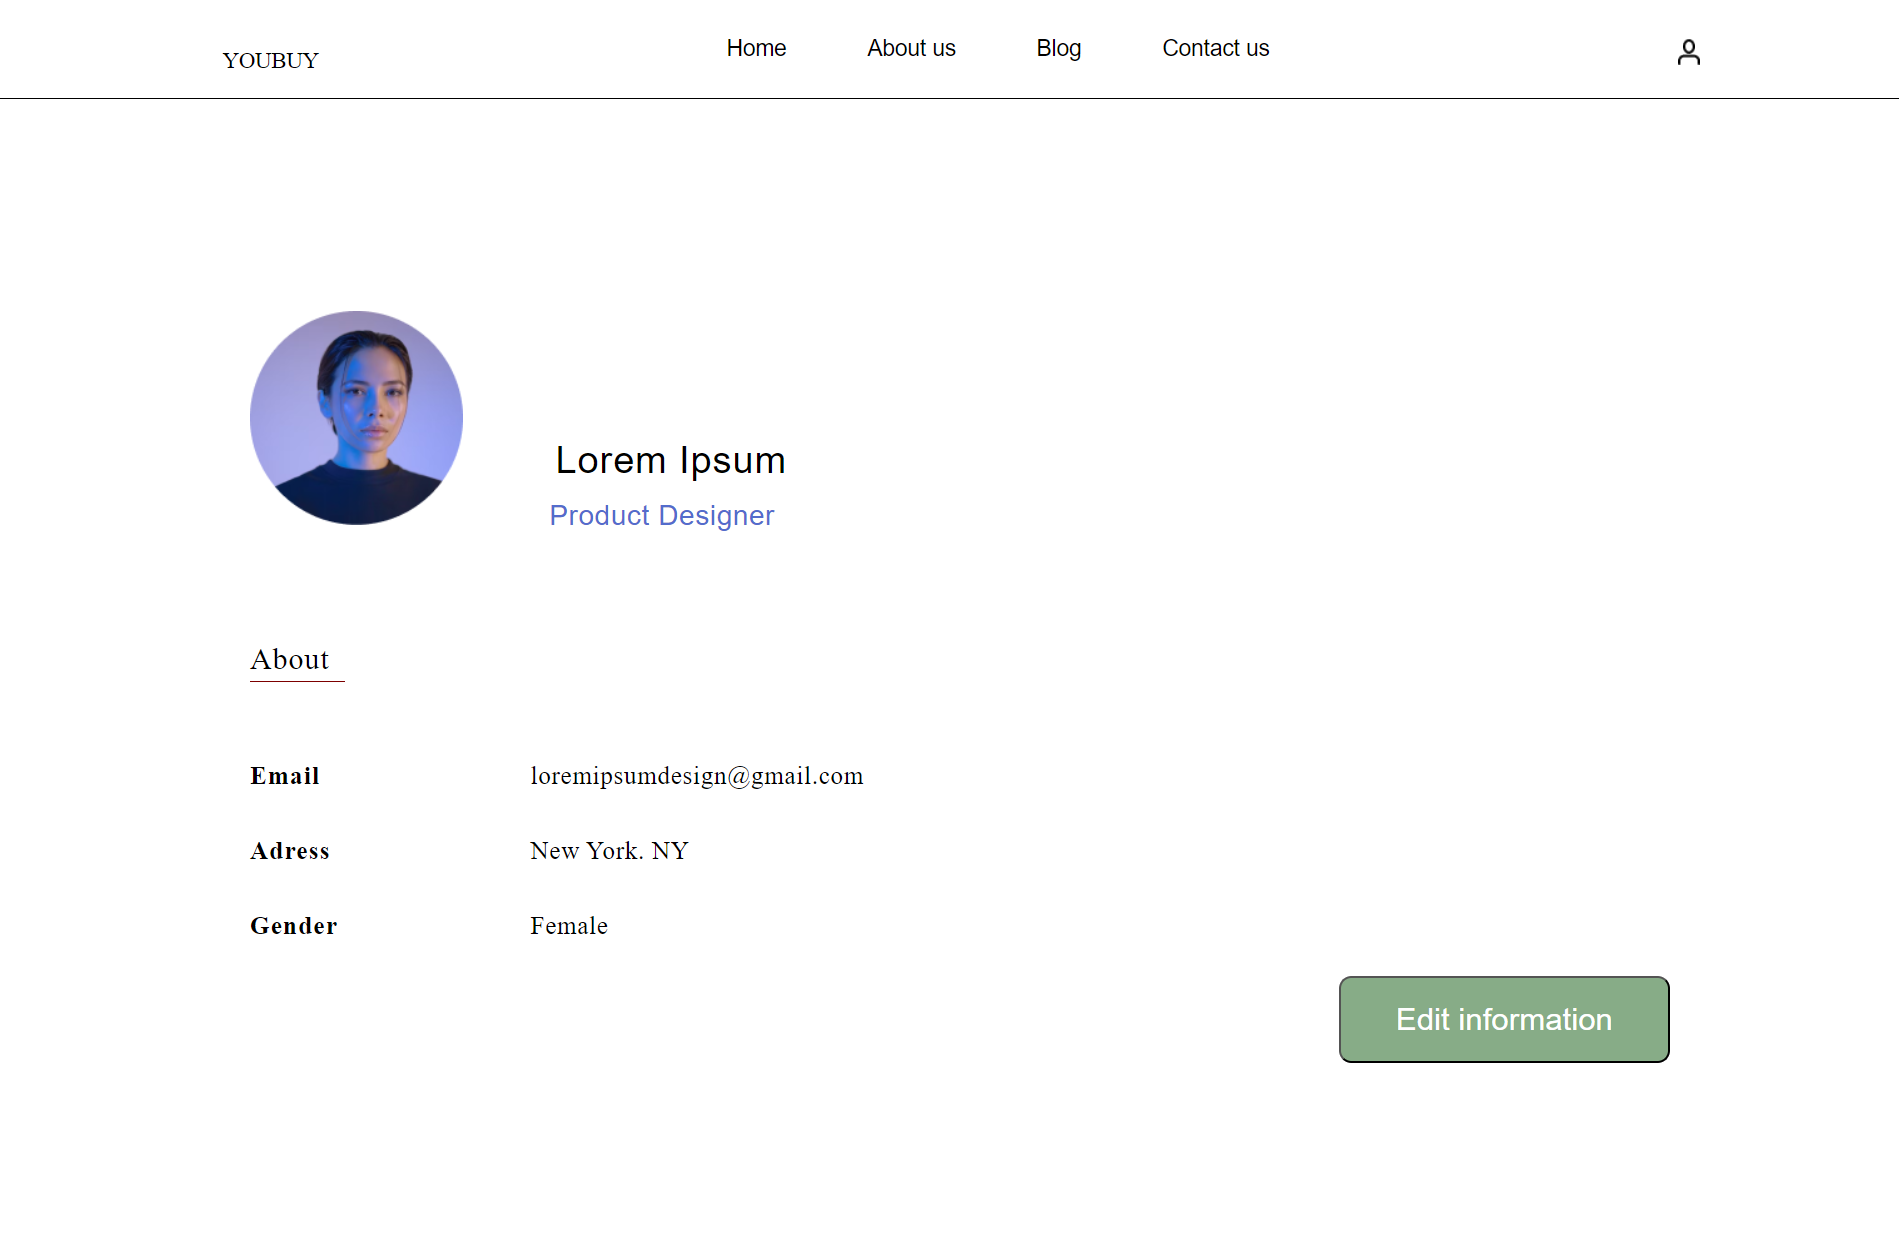 YOUBUY
Home About us Blog Contact us
Lorem Ipsum
Product Designer
About
Email loremipsumdesign@gmail.com
Adress New York. NY
Gender Female
Edit information